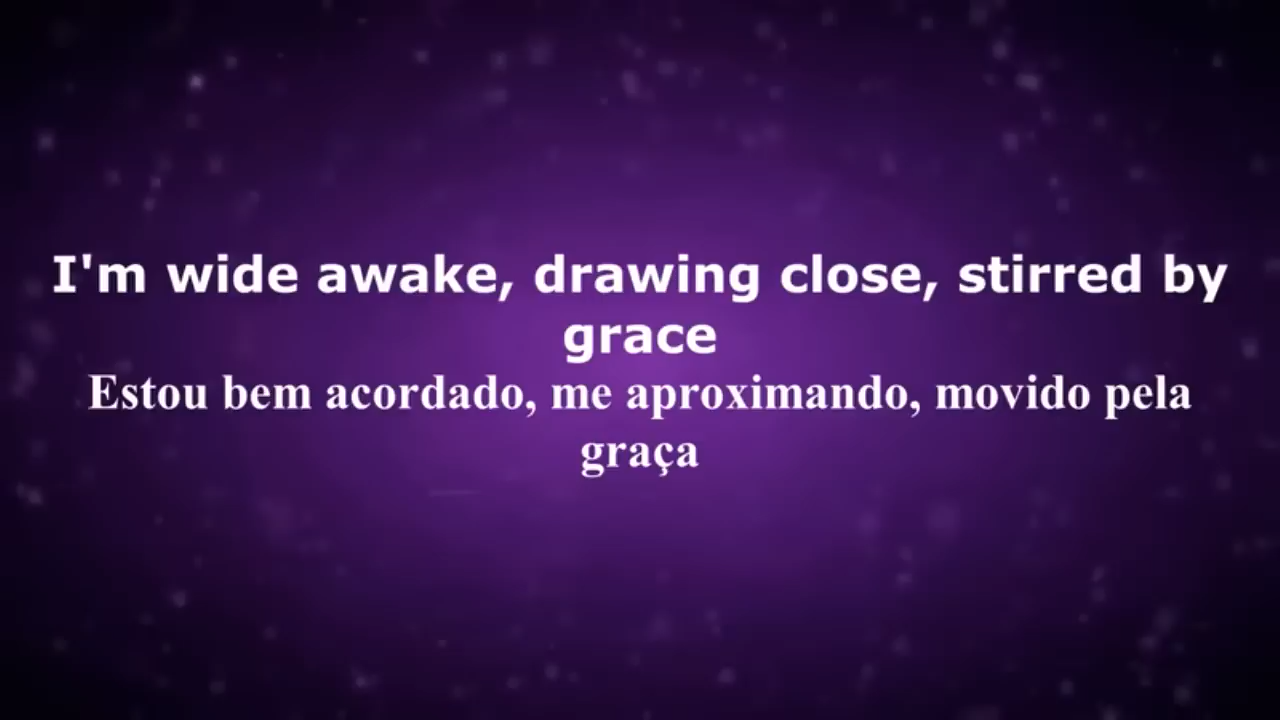 I'm wide awake, drawing close, stirred by
grace
Estou bem acordado, me aproximando, movido pela
graça